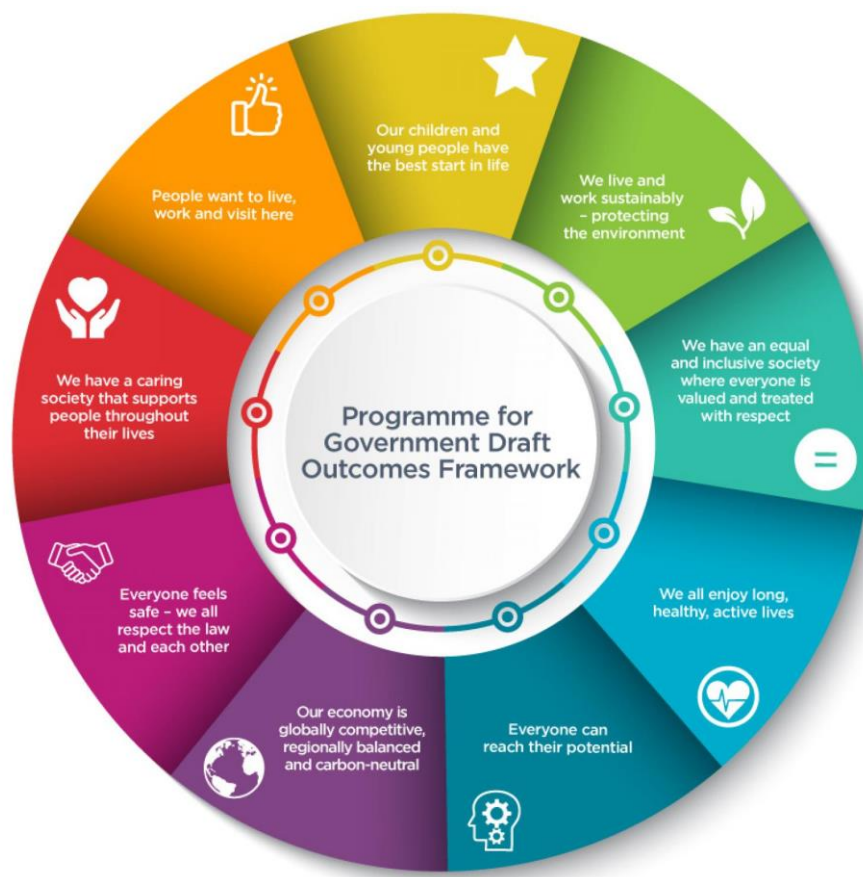 Programme for
Government Draft
Outcomes Framework
Our children and
young people have
the best start in life
We live and
work sustainably
– protecting
the environment
We have an equal
and inclusive society
where everyone is
valued and treated
with respect
=
We all enjoy long,
healthy, active lives
Everyone can
reach their potential
Our economy is
globally competitive,
regionally balanced
and carbon-neutral
Everyone feels
safe – we all
respect the law
and each other
We have a caring
society that supports
people throughout
their lives
People want to live,
work and visit here